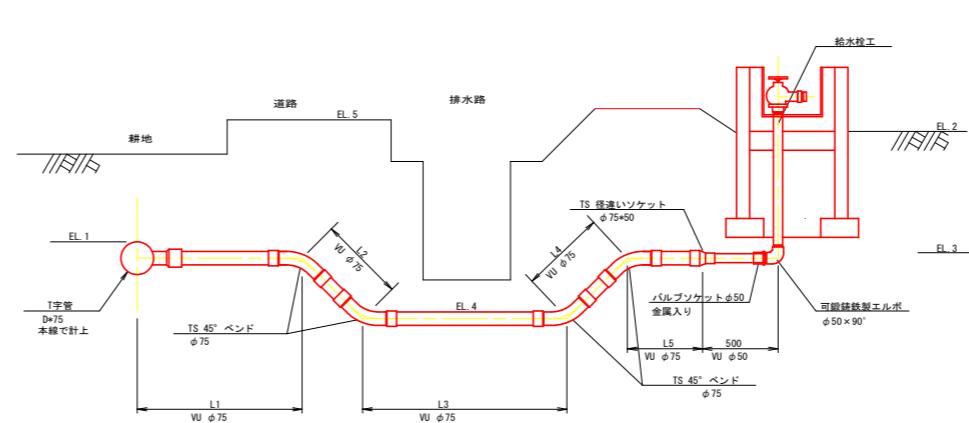 給水栓工
道路
排水路
耕地
EL.5
EL.2
TS 径違いソケット
φ75*50
EL.1
L2
VU φ75
L4
VU φ75
EL.3
T字管
D*75
本線で計上
TS 45° ベンド
φ75
EL.4
バルブソケットφ50
金属入り
可鍛鋳鉄製エルボ
φ50×90°
L5
VU φ75
500
VU φ50
TS 45° ベンド
φ75
L1
VU φ75
L3
VU φ75